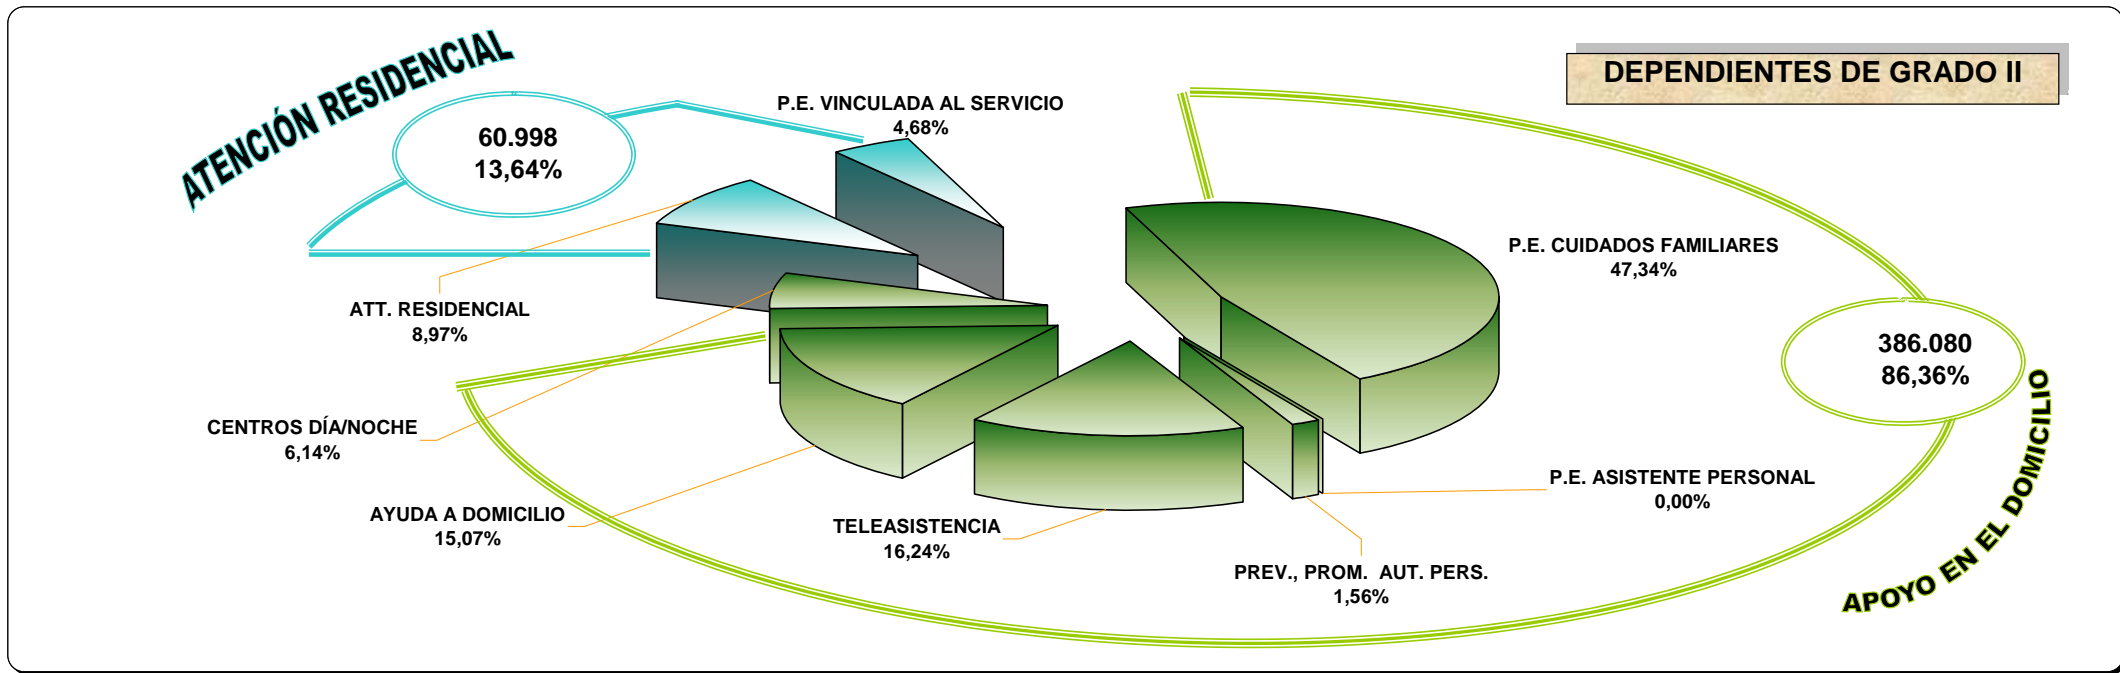 DEPENDIENTES DE GRADO II
ATENCIÓN RESIDENCIAL
60.998
13,64%
P.E. VINCULADA AL SERVICIO
4,68%
P.E. CUIDADOS FAMILIARES
47,34%
ATT. RESIDENCIAL
8,97%
386.080
86,36%
APOYO EN EL DOMICILIO
CENTROS DÍA/NOCHE
6,14%
P.E. ASISTENTE PERSONAL
0,00%
AYUDA A DOMICILIO
15,07%
TELEASISTENCIA
16,24%
PREV., PROM.  AUT. PERS.
1,56%